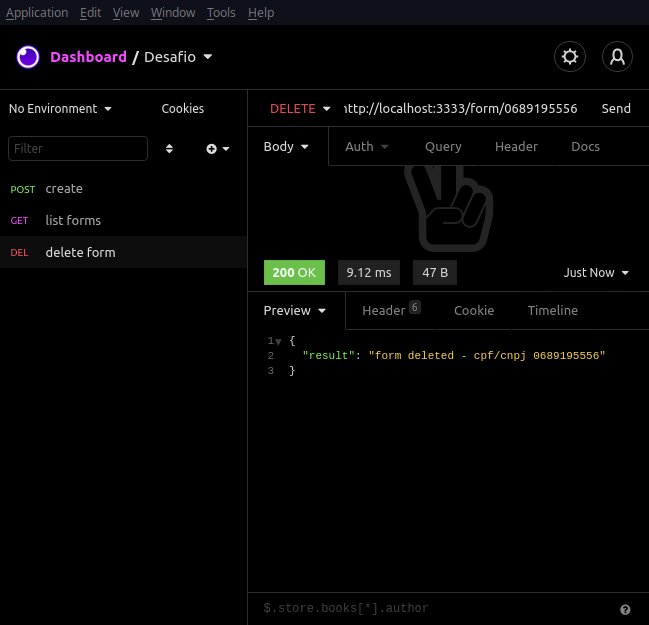 Application Edit View Window Tools Help
Dashboard / Desafio
No Environment Cookies
DELETE http://localhost:3333/form/0689195556 Send
Filter
Body Auth Query Header Docs
POST create
GET list forms
DEL delete form
200 OK 9.12 ms 47 B Just Now
Preview Header 6 Cookie Timeline
1 {
2 "result": "form deleted - cpf/cnpj 0689195556"
3 }
$.store.books[*].author